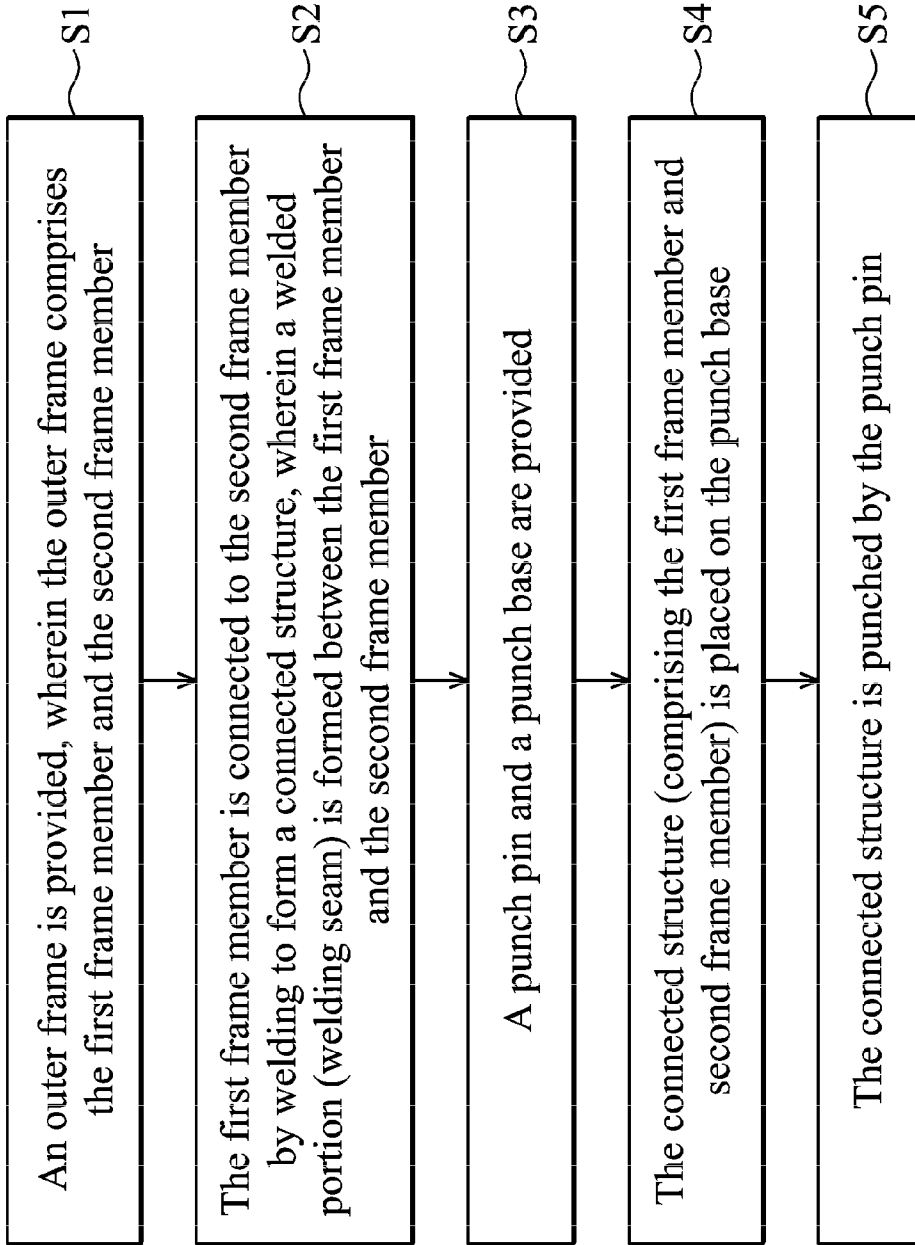 An outer frame is provided, wherein the outer frame comprises
the first frame member and the second frame member
S1
The first frame member is connected to the second frame member
by welding to form a connected structure, wherein a welded
portion (welding seam) is formed between the first frame member
and the second frame member
S2
A punch pin and a punch base are provided
S3
The connected structure (comprising the first frame member and
second frame member) is placed on the punch base
S4
The connected structure is punched by the punch pin
S5